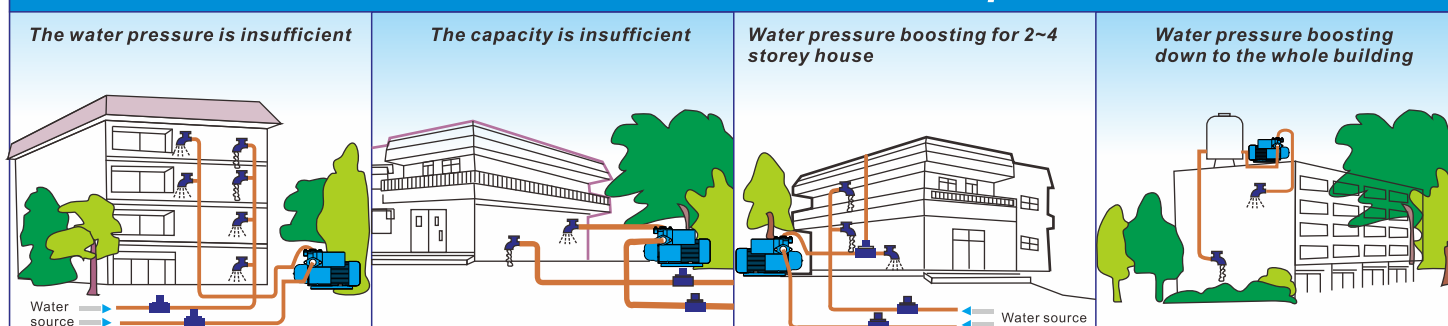 The water pressure is insufficient
The capacity is insufficient
Water pressure boosting for 2~4
storey house
Water pressure boosting
down to the whole building
Water
source
Water source